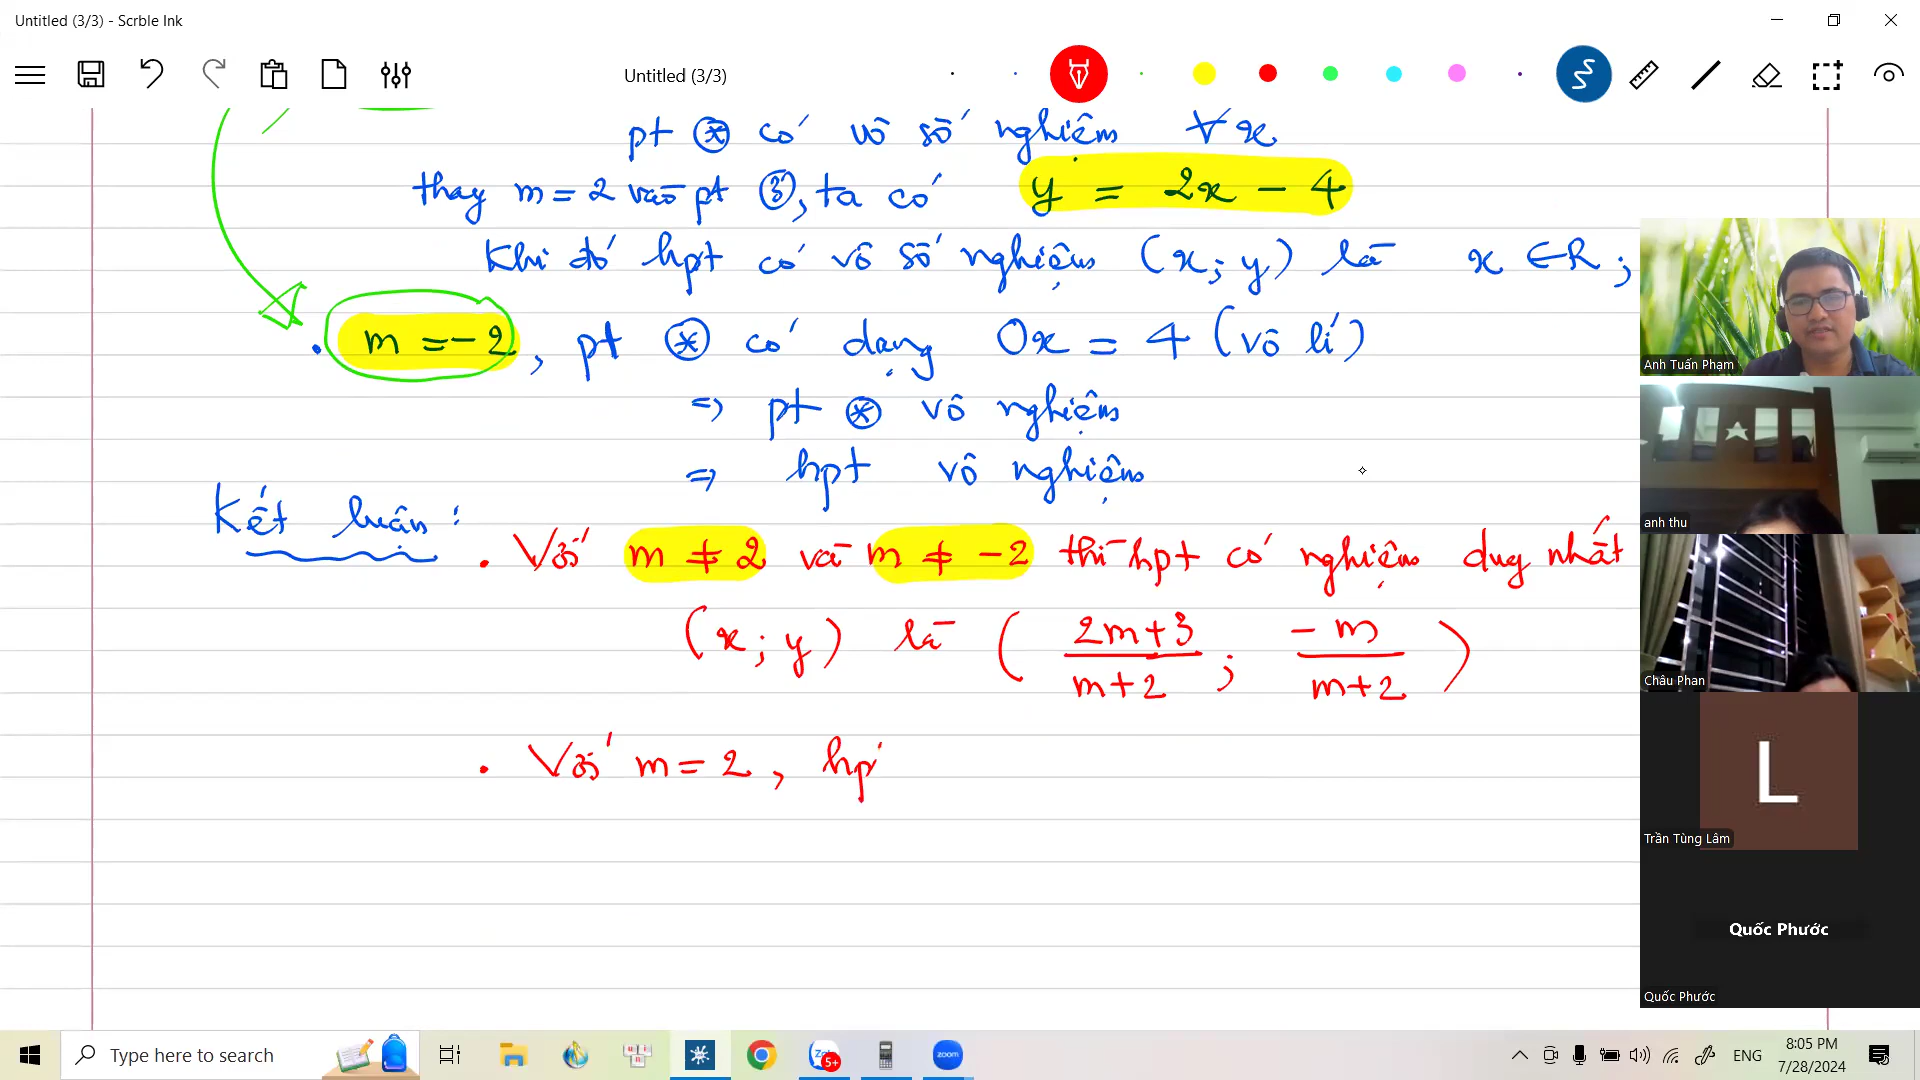 Untitled (3/3) - Scrble Ink
Untitled (3/3)
pt ⊛ có vô số nghiệm ∀x
thay m = 2 vào pt ③, ta có y = 2x - 4
Khi đó hpt có vô số nghiệm (x; y) là x ∈ R;
. m = -2, pt ⊛ có dạng 0x = 4 (vô lí)
=> pt ⊛ vô nghiệm
=> hpt vô nghiệm
Kết luận:
. Với m ≠ 2 và m ≠ -2 thì hpt có nghiệm duy nhất
(x; y) là ( 2m+3 / m+2 ; -m / m+2 )
. Với m = 2, hp
Anh Tuấn Phạm
anh thu
Châu Phan
L
Trần Tùng Lâm
Quốc Phước
Quốc Phước
Type here to search
5+
zoom
ENG
8:05 PM
7/28/2024